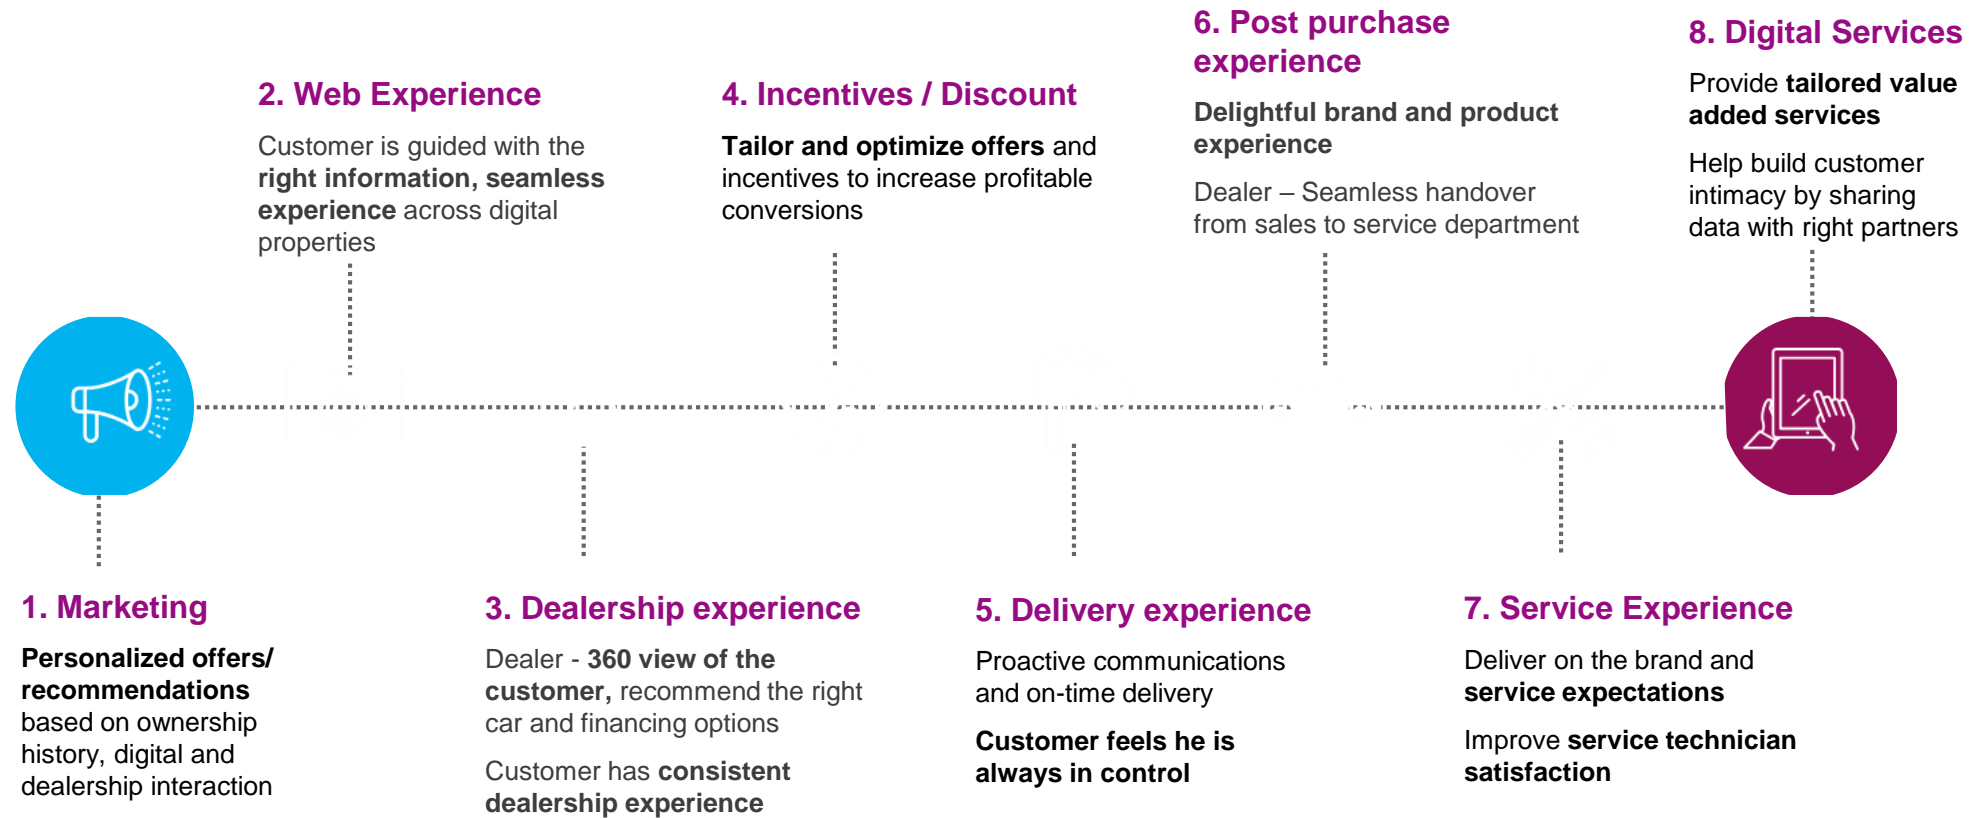 1. Marketing
Personalized offers/
recommendations
based on ownership
history, digital and
dealership interaction
2. Web Experience
Customer is guided with the
right information, seamless
experience across digital
properties
3. Dealership experience
Dealer - 360 view of the
customer, recommend the right
car and financing options
Customer has consistent
dealership experience
4. Incentives / Discount
Tailor and optimize offers and
incentives to increase profitable
conversions
5. Delivery experience
Proactive communications
and on-time delivery
Customer feels he is
always in control
6. Post purchase
experience
Delightful brand and product
experience
Dealer – Seamless handover
from sales to service department
7. Service Experience
Deliver on the brand and
service expectations
Improve service technician
satisfaction
8. Digital Services
Provide tailored value
added services
Help build customer
intimacy by sharing
data with right partners